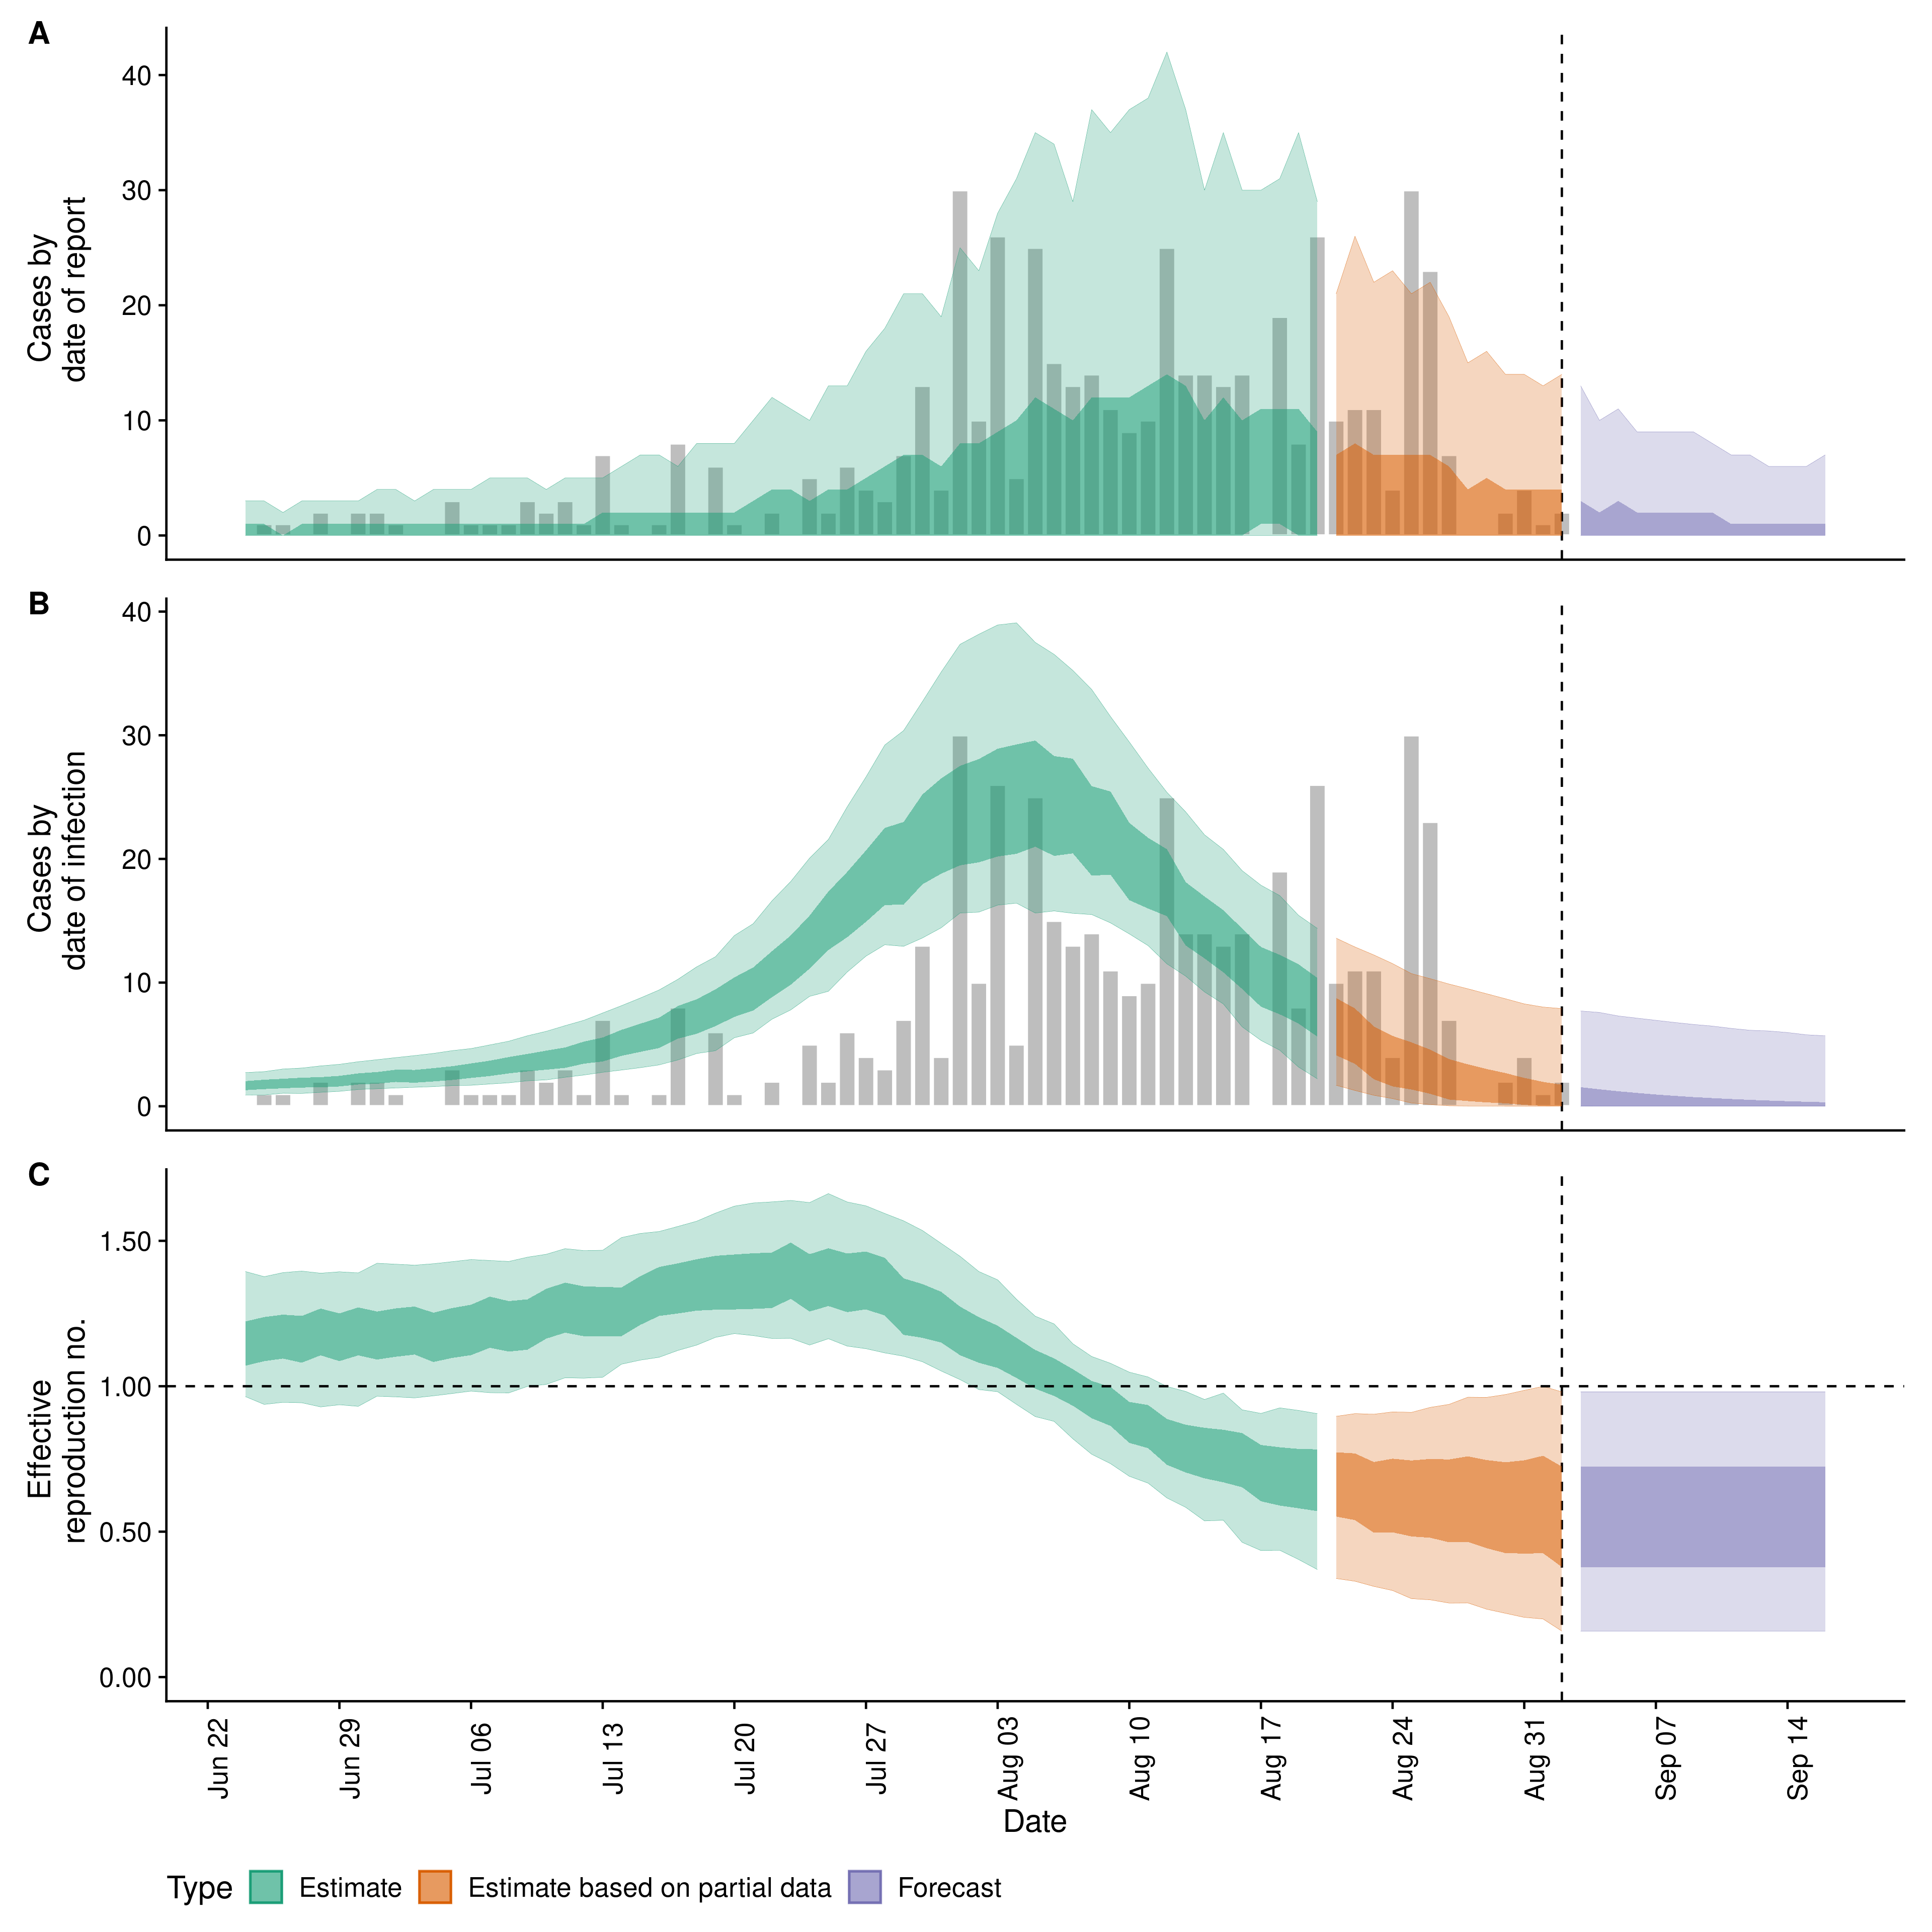 A
40
30
20
10
0
Cases by
date of report
B
40
30
20
10
0
Cases by
date of infection
C
1.50
1.00
0.50
0.00
Effective
reproduction no.
Jun 22
Jun 29
Jul 06
Jul 13
Jul 20
Jul 27
Aug 03
Aug 10
Aug 17
Aug 24
Aug 31
Sep 07
Sep 14
Date
Type Estimate Estimate based on partial data Forecast